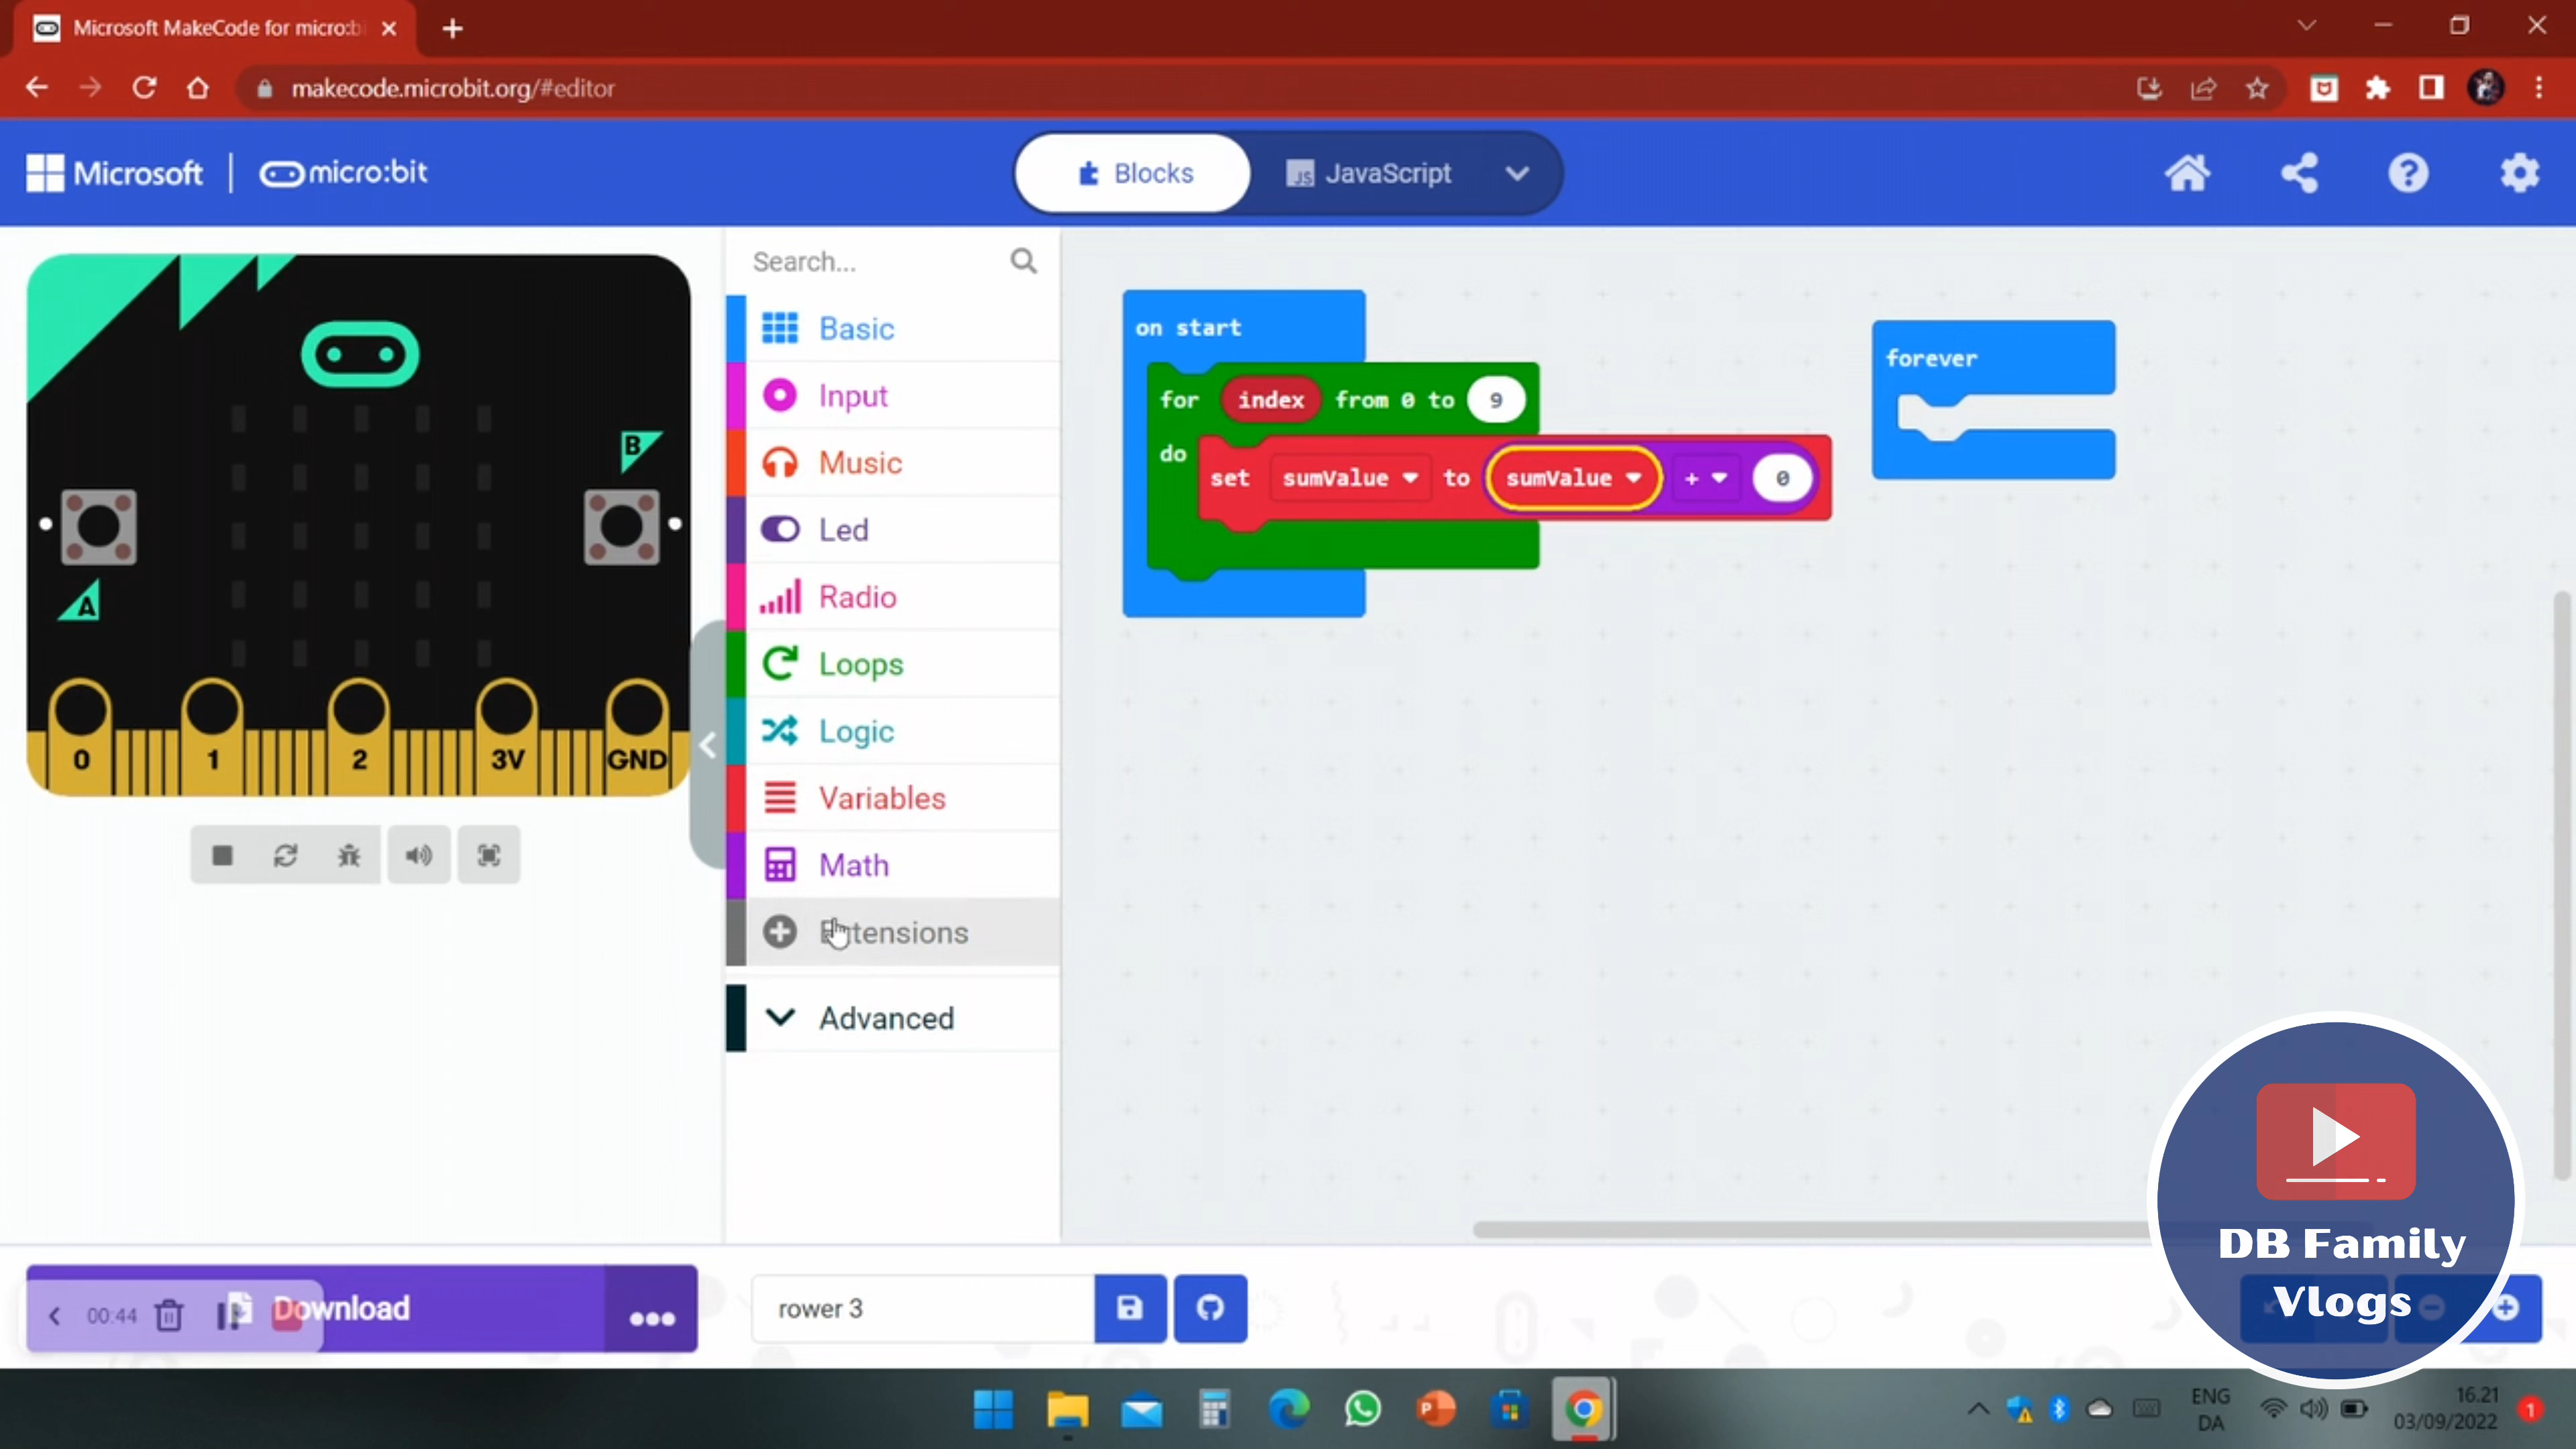 Microsoft MakeCode for micro:bi
makecode.microbit.org/#editor
Microsoft
micro:bit
Blocks
JS JavaScript
Search...
Basic
Input
Music
Led
Radio
Loops
Logic
Variables
Math
Extensions
Advanced
B
A
0 1 2 3V GND
on start
for index from 0 to 9
do set sumValue to sumValue + 0
forever
00:44
Download
rower 3
DB Family
Vlogs
ENG
DA
16.21
03/09/2022
1